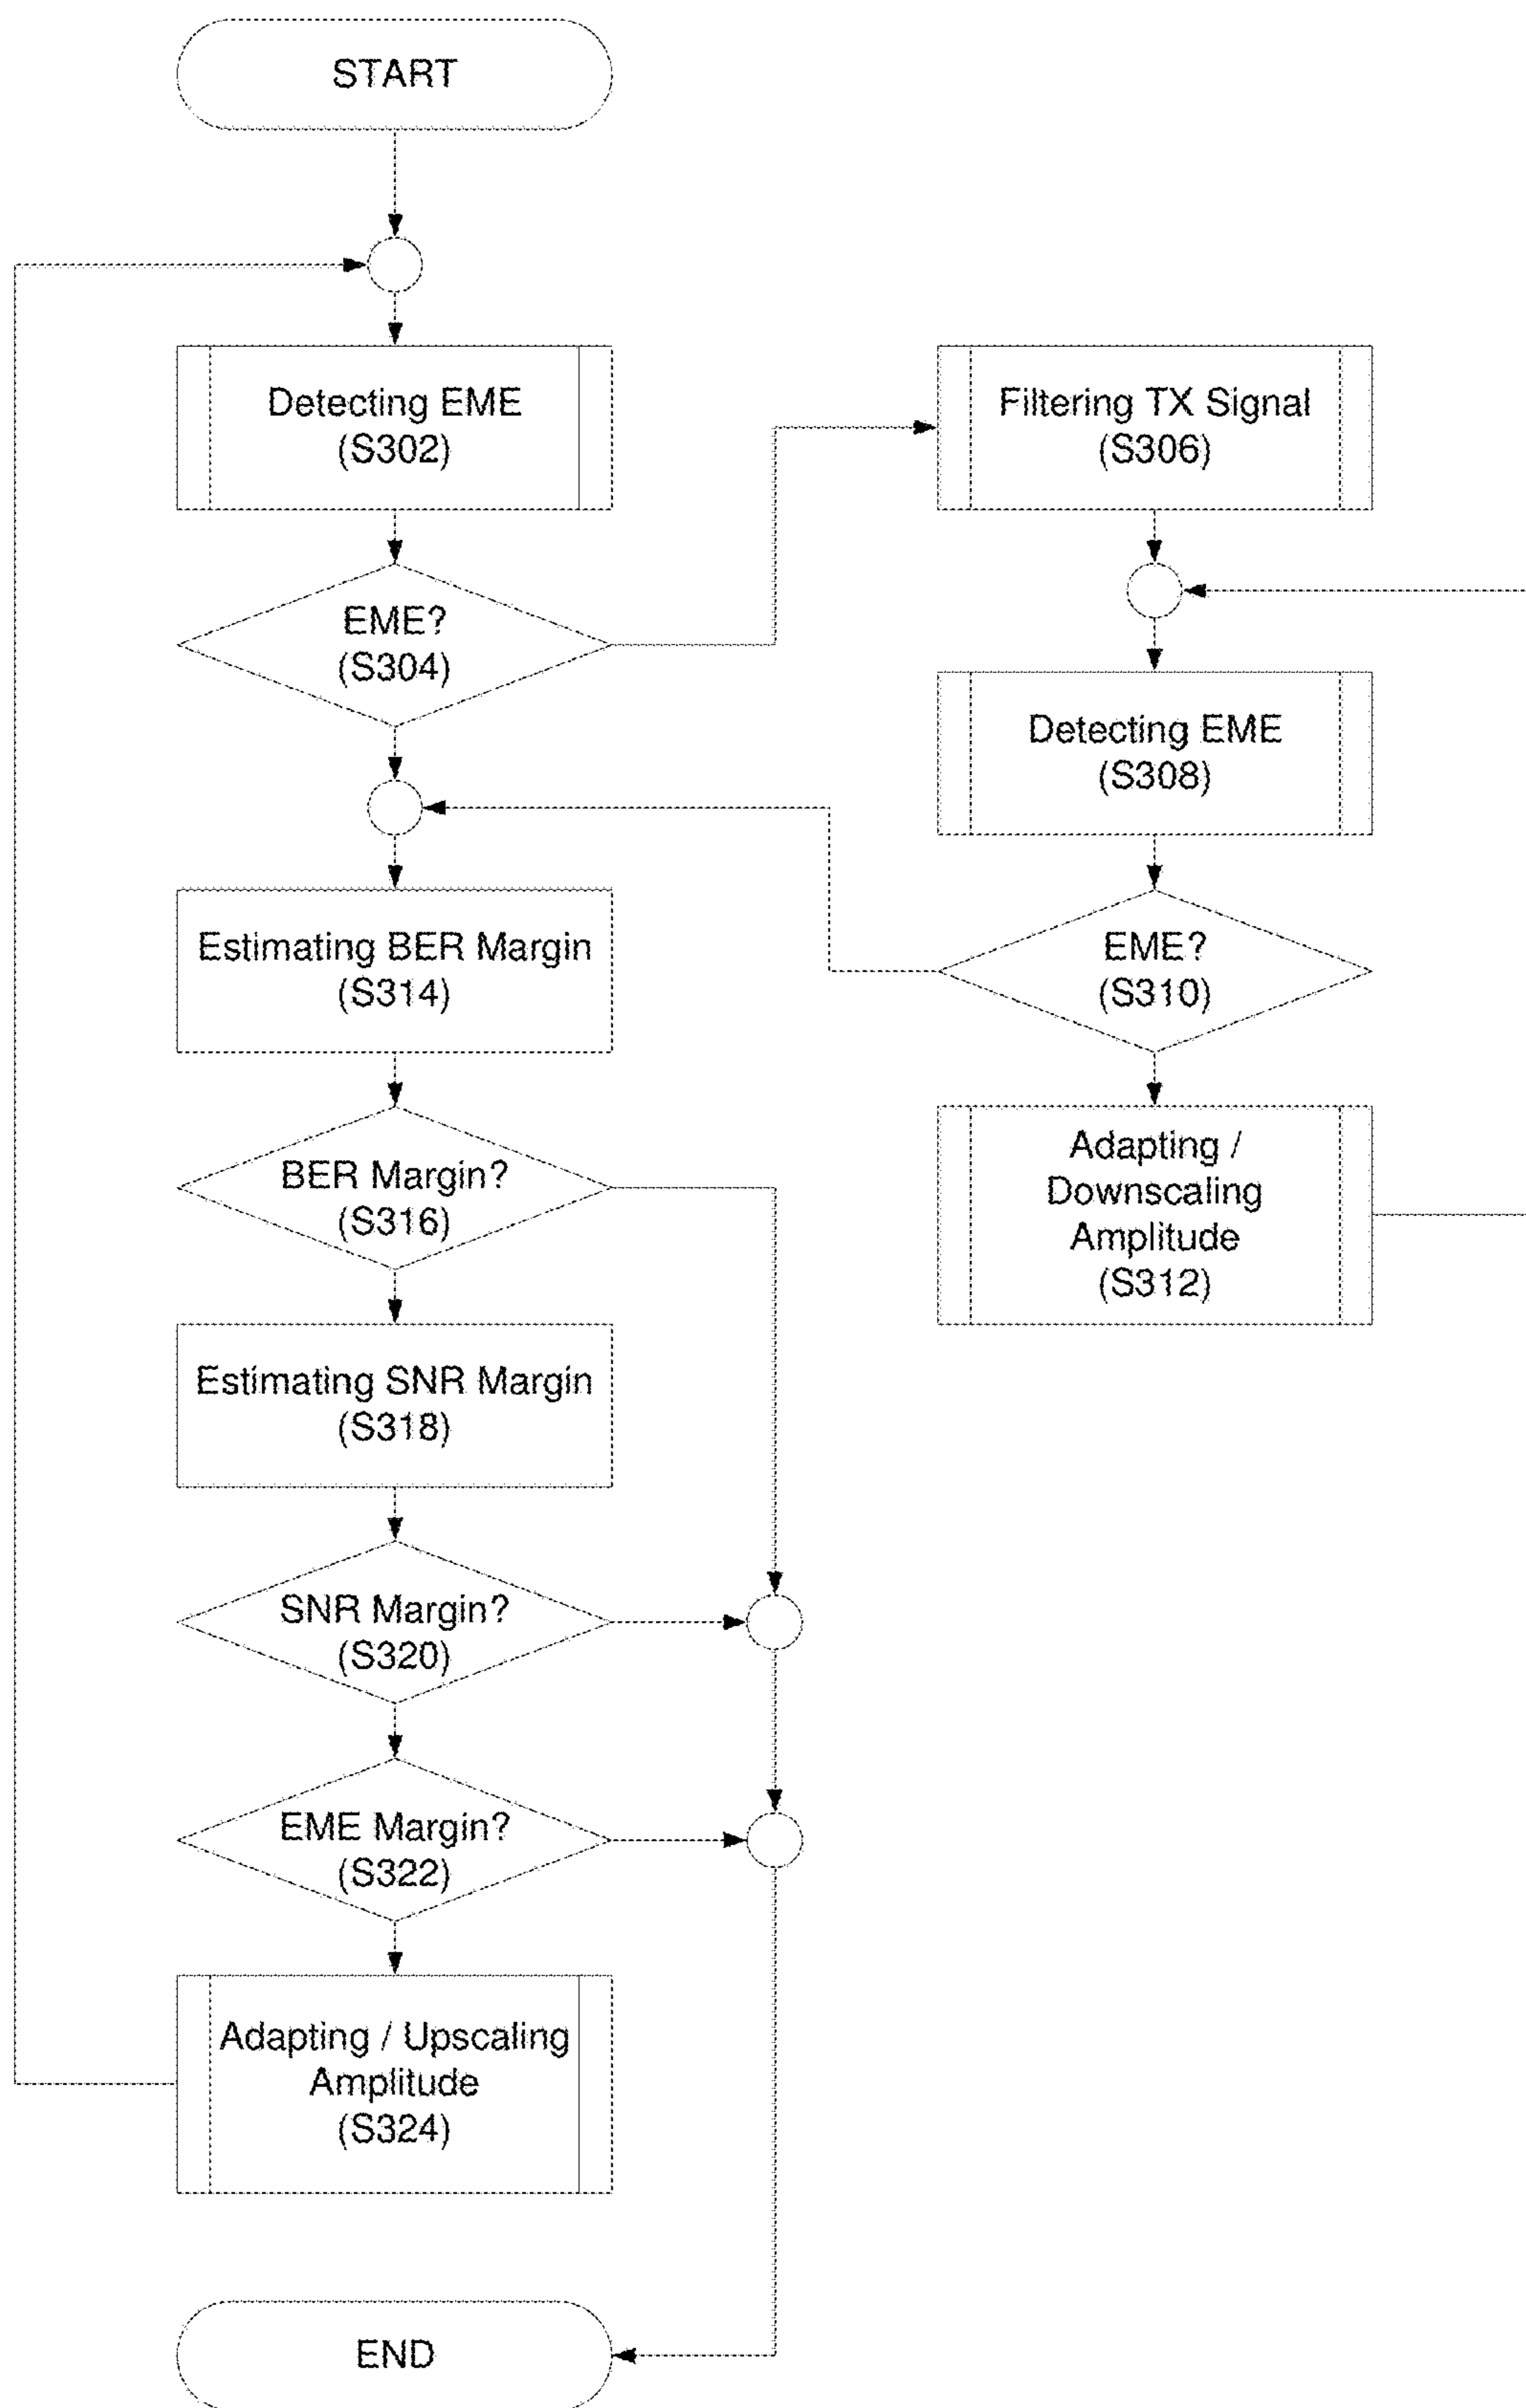 START
Detecting EME
(S302)
EME?
(S304)
Filtering TX Signal
(S306)
Detecting EME
(S308)
EME?
(S310)
Adapting /
Downscaling
Amplitude
(S312)
Estimating BER Margin
(S314)
BER Margin?
(S316)
Estimating SNR Margin
(S318)
SNR Margin?
(S320)
EME Margin?
(S322)
Adapting / Upscaling
Amplitude
(S324)
END